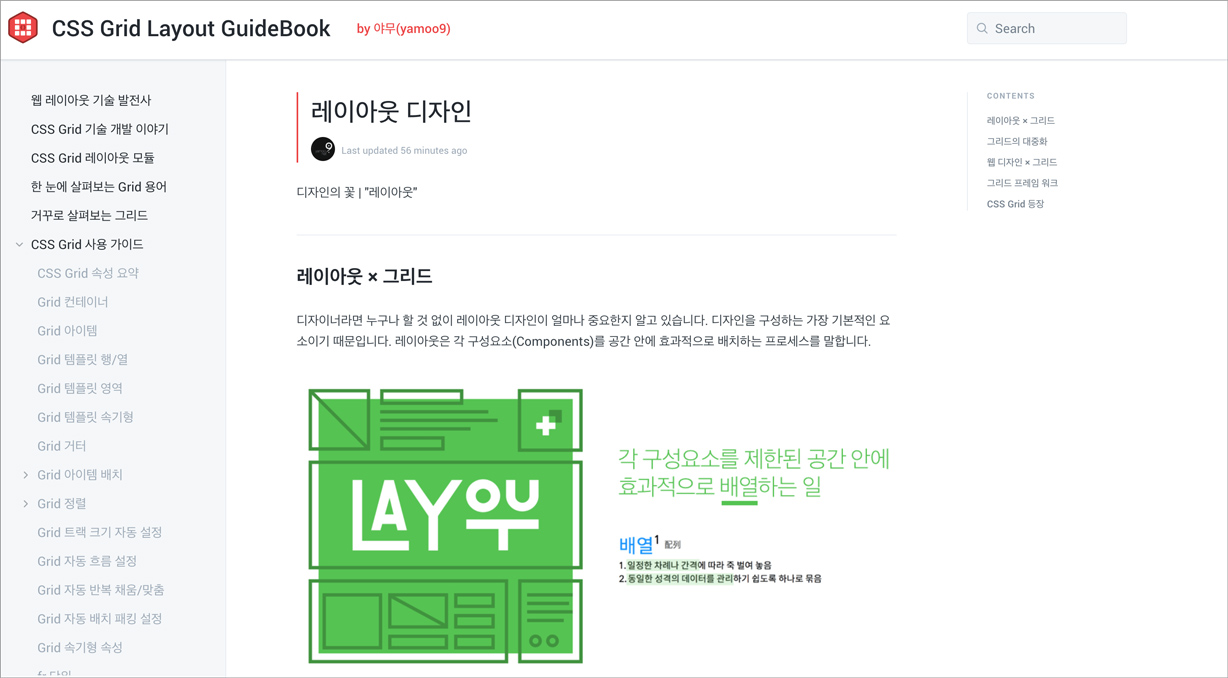 CSS Grid Layout GuideBook
by 야무(yamoo9)
Search
웹 레이아웃 기술 발전사
CSS Grid 기술 개발 이야기
CSS Grid 레이아웃 모듈
한 눈에 살펴보는 Grid 용어
거꾸로 살펴보는 그리드
CSS Grid 사용 가이드
CSS Grid 속성 요약
Grid 컨테이너
Grid 아이템
Grid 템플릿 행/열
Grid 템플릿 영역
Grid 템플릿 속기형
Grid 거터
Grid 아이템 배치
Grid 정렬
Grid 트랙 크기 자동 설정
Grid 자동 흐름 설정
Grid 자동 반복 채움/맞춤
Grid 자동 배치 패킹 설정
Grid 속기형 속성
레이아웃 디자인
Last updated 56 minutes ago
디자인의 꽃 | "레이아웃"
레이아웃 × 그리드
디자이너라면 누구나 할 것 없이 레이아웃 디자인이 얼마나 중요한지 알고 있습니다. 디자인을 구성하는 가장 기본적인 요
소이기 때문입니다. 레이아웃은 각 구성요소(Components)를 공간 안에 효과적으로 배치하는 프로세스를 말합니다.
각 구성요소를 제한된 공간 안에
효과적으로 배열하는 일
배열1 配列
1.일정한 차례나 간격에 따라 죽 벌여 놓음
2.동일한 성격의 데이터를 관리하기 쉽도록 하나로 묶음
CONTENTS
레이아웃 × 그리드
그리드의 대중화
웹 디자인 × 그리드
그리드 프레임 워크
CSS Grid 등장